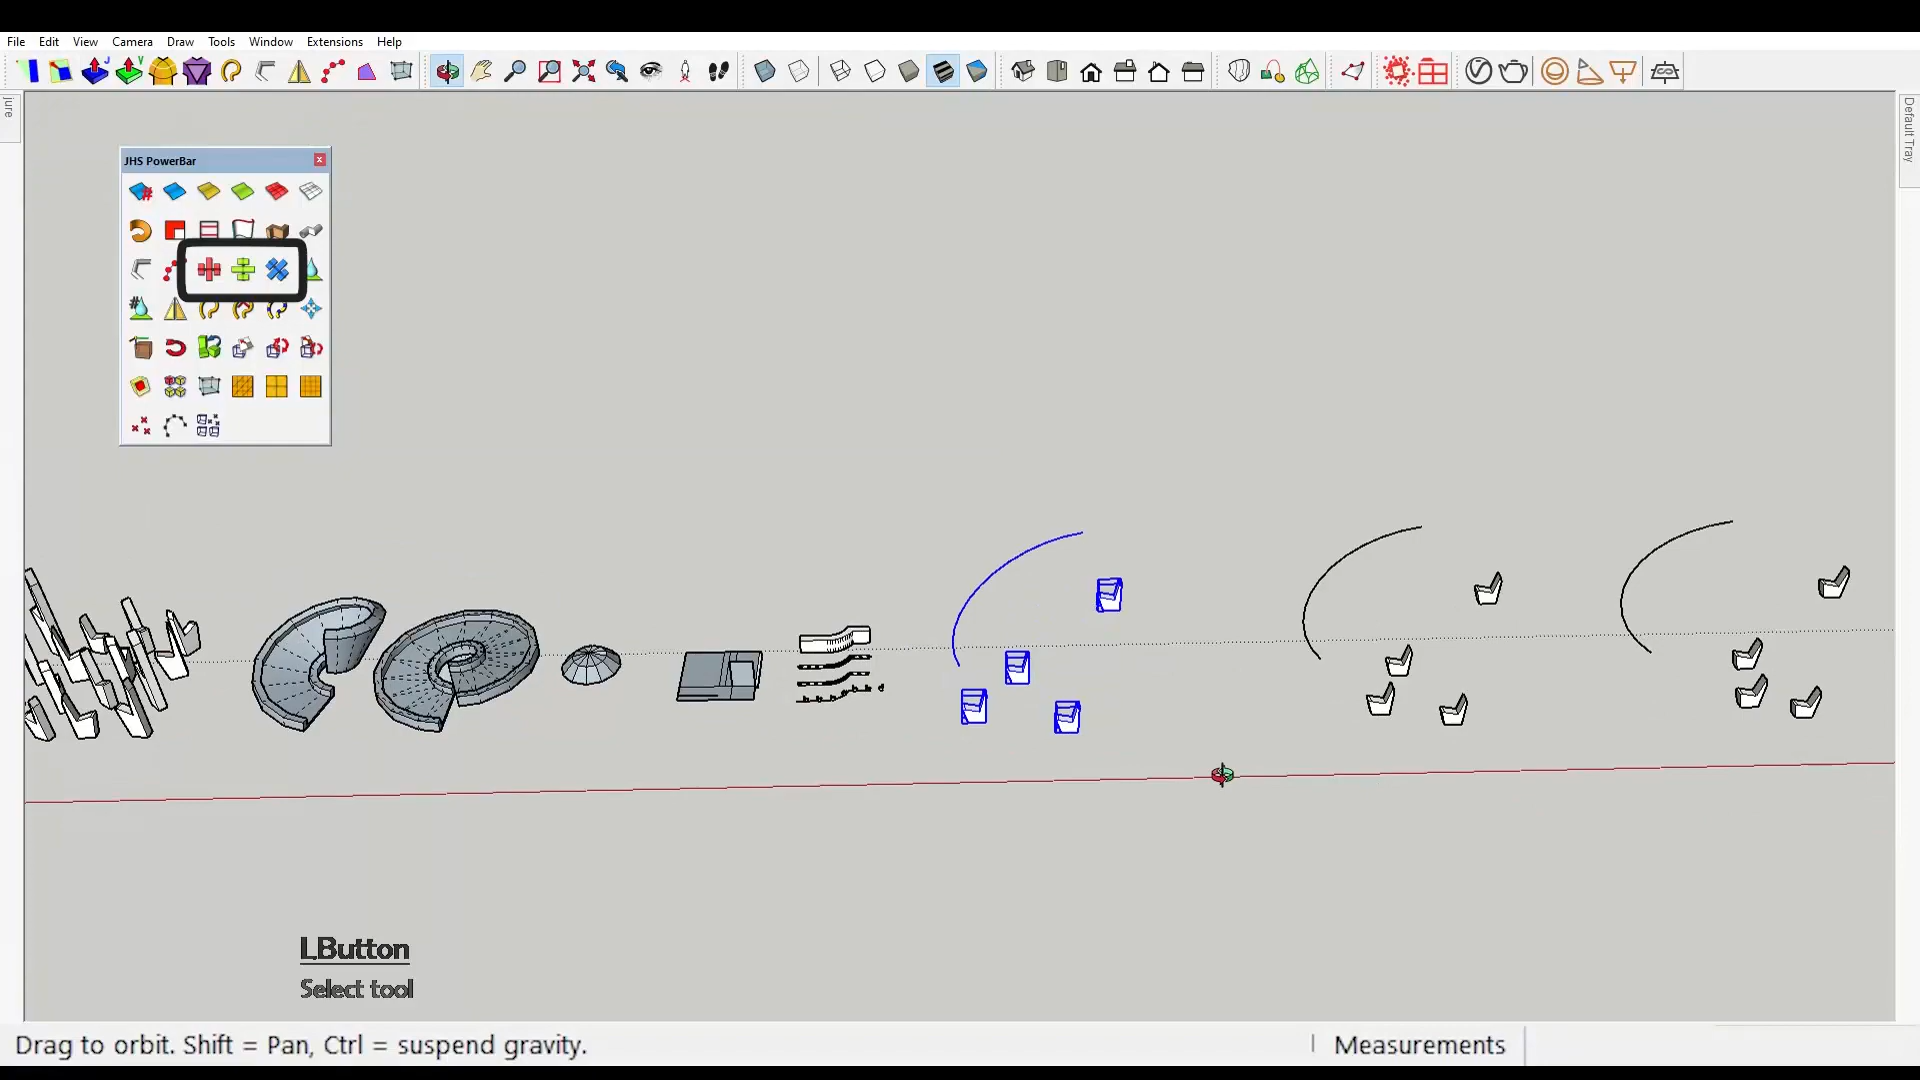 File Edit View Camera Draw Tools Window Extensions Help
jure
Default Tray
JHS PowerBar
LButton
Select tool
Drag to orbit. Shift = Pan, Ctrl = suspend gravity.
Measurements